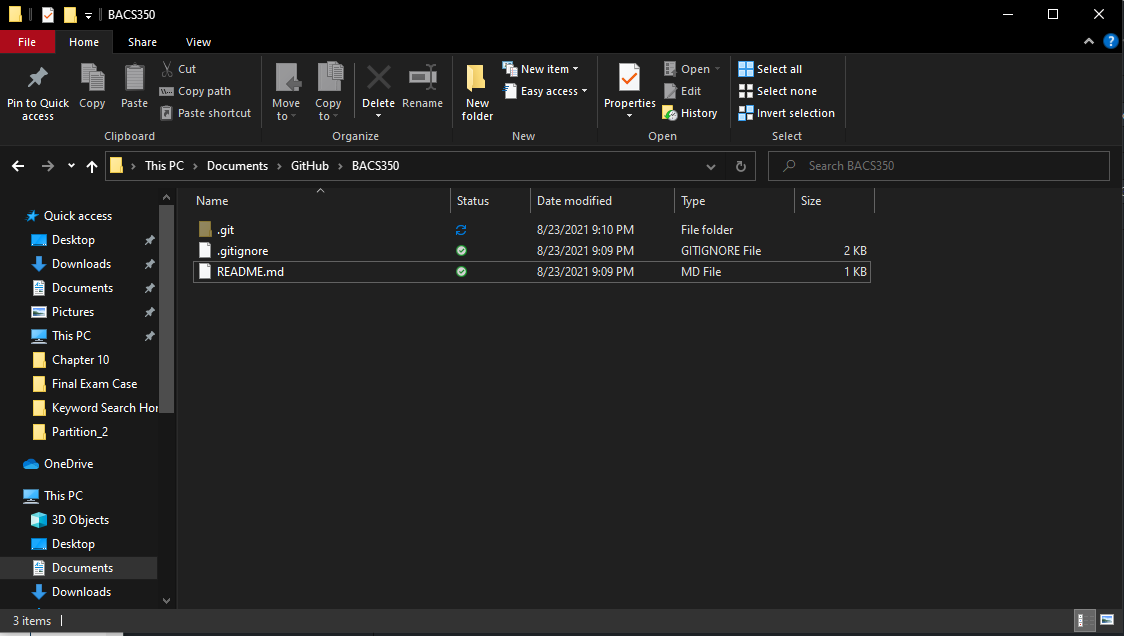 BACS350
File Home Share View
Pin to Quick access
Copy
Paste
Cut
Copy path
Paste shortcut
Clipboard
Move to
Copy to
Delete
Rename
Organize
New folder
New item
Easy access
New
Properties
Open
Edit
History
Open
Select all
Select none
Invert selection
Select
This PC > Documents > GitHub > BACS350
Search BACS350
Name Status Date modified Type Size
.git 8/23/2021 9:10 PM File folder
.gitignore 8/23/2021 9:09 PM GITIGNORE File 2 KB
README.md 8/23/2021 9:09 PM MD File 1 KB
Quick access
Desktop
Downloads
Documents
Pictures
This PC
Chapter 10
Final Exam Case
Keyword Search Hor
Partition_2
OneDrive
This PC
3D Objects
Desktop
Documents
Downloads
3 items